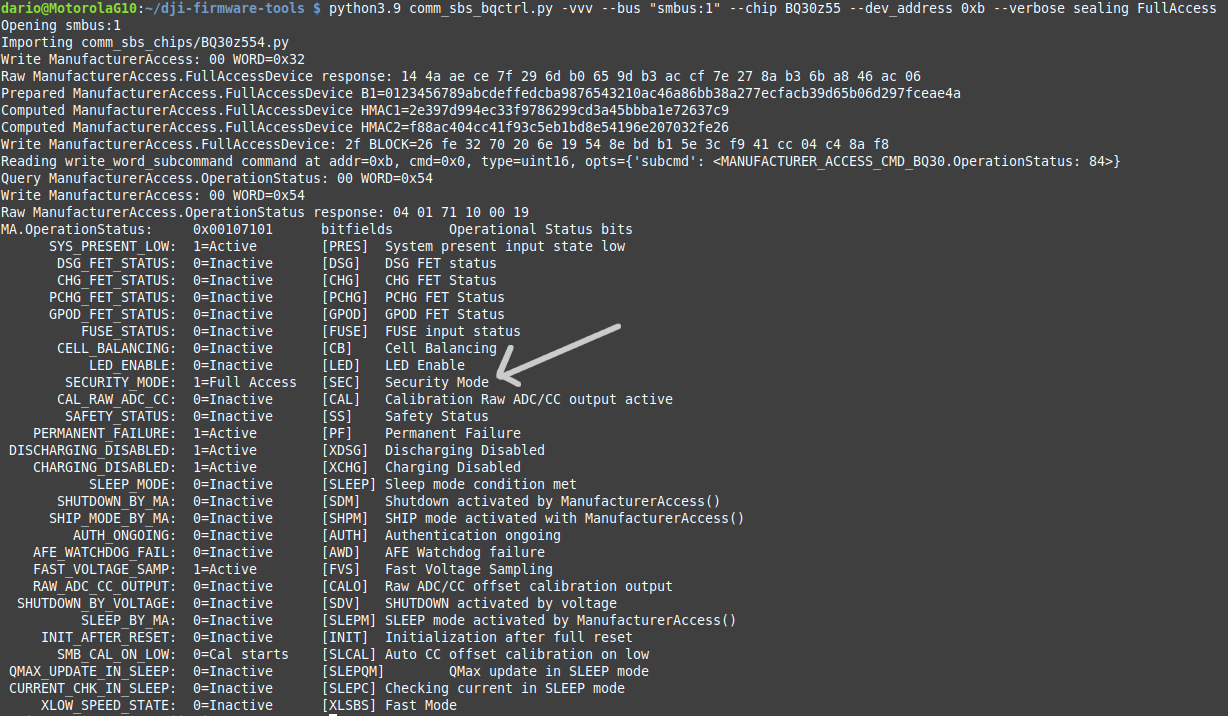 dario@MotorolaG10:~/dji-firmware-tools $ python3.9 comm_sbs_bqctrl.py -vvv --bus "smbus:1" --chip BQ30z55 --dev_address 0xb --verbose sealing FullAccess
Opening smbus:1
Importing comm_sbs_chips/BQ30z554.py
Write ManufacturerAccess: 00 WORD=0x32
Raw ManufacturerAccess.FullAccessDevice response: 14 4a ae ce 7f 29 6d b0 65 9d b3 ac cf 7e 27 8a b3 6b a8 46 ac 06
Prepared ManufacturerAccess.FullAccessDevice B1=0123456789abcdeffedcba9876543210ac46a86bb38a277ecfacb39d65b06d297fceae4a
Computed ManufacturerAccess.FullAccessDevice HMAC1=2e397d994ec33f9786299cd3a45bbba1e72637c9
Computed ManufacturerAccess.FullAccessDevice HMAC2=f88ac404cc41f93c5eb1bd8e54196e207032fe26
Write ManufacturerAccess.FullAccessDevice: 2f BLOCK=26 fe 32 70 20 6e 19 54 8e bd b1 5e 3c f9 41 cc 04 c4 8a f8
Reading write_word_subcommand command at addr=0xb, cmd=0x0, type=uint16, opts={'subcmd': <MANUFACTURER_ACCESS_CMD_BQ30.OperationStatus: 84>}
Query ManufacturerAccess.OperationStatus: 00 WORD=0x54
Write ManufacturerAccess: 00 WORD=0x54
Raw ManufacturerAccess.OperationStatus response: 04 01 71 10 00 19
MA.OperationStatus: 0x00107101 bitfields Operational Status bits
SYS_PRESENT_LOW: 1=Active [PRES] System present input state low
DSG_FET_STATUS: 0=Inactive [DSG] DSG FET status
CHG_FET_STATUS: 0=Inactive [CHG] CHG FET Status
PCHG_FET_STATUS: 0=Inactive [PCHG] PCHG FET Status
GPOD_FET_STATUS: 0=Inactive [GPOD] GPOD FET Status
FUSE_STATUS: 0=Inactive [FUSE] FUSE input status
CELL_BALANCING: 0=Inactive [CB] Cell Balancing
LED_ENABLE: 0=Inactive [LED] LED Enable
SECURITY_MODE: 1=Full Access [SEC] Security Mode
CAL_RAW_ADC_CC: 0=Inactive [CAL] Calibration Raw ADC/CC output active
SAFETY_STATUS: 0=Inactive [SS] Safety Status
PERMANENT_FAILURE: 1=Active [PF] Permanent Failure
DISCHARGING_DISABLED: 1=Active [XDSG] Discharging Disabled
CHARGING_DISABLED: 1=Active [XCHG] Charging Disabled
SLEEP_MODE: 0=Inactive [SLEEP] Sleep mode condition met
SHUTDOWN_BY_MA: 0=Inactive [SDM] Shutdown activated by ManufacturerAccess()
SHIP_MODE_BY_MA: 0=Inactive [SHPM] SHIP mode activated with ManufacturerAccess()
AUTH_ONGOING: 0=Inactive [AUTH] Authentication ongoing
AFE_WATCHDOG_FAIL: 0=Inactive [AWD] AFE Watchdog failure
FAST_VOLTAGE_SAMP: 1=Active [FVS] Fast Voltage Sampling
RAW_ADC_CC_OUTPUT: 0=Inactive [CALO] Raw ADC/CC offset calibration output
SHUTDOWN_BY_VOLTAGE: 0=Inactive [SDV] SHUTDOWN activated by voltage
SLEEP_BY_MA: 0=Inactive [SLEPM] SLEEP mode activated by ManufacturerAccess()
INIT_AFTER_RESET: 0=Inactive [INIT] Initialization after full reset
SMB_CAL_ON_LOW: 0=Cal starts [SLCAL] Auto CC offset calibration on low
QMAX_UPDATE_IN_SLEEP: 0=Inactive [SLEPQM] QMax update in SLEEP mode
CURRENT_CHK_IN_SLEEP: 0=Inactive [SLEPC] Checking current in SLEEP mode
XLOW_SPEED_STATE: 0=Inactive [XLSBS] Fast Mode